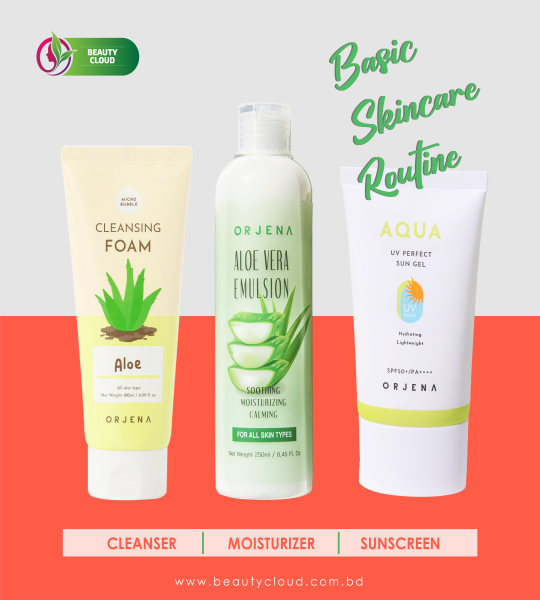 BEAUTY
CLOUD
Basic
Skincare
Routine
MICRO
BUBBLE
CLEANSING
FOAM
Aloe
All skin type
Net Weight 180ml / 6.09 fl. oz
ORJENA
ORJENA
ALOE VERA
EMULSION
SOOTHING
MOISTURIZING
CALMING
FOR ALL SKIN TYPES
Net Weight 250ml / 8,45 FL Oz
AQUA
UV PERFECT
SUN GEL
UV
Hydrating
Lightweight
SPF50+/PA++++
ORJENA
CLEANSER | MOISTURIZER | SUNSCREEN
www.beautycloud.com.bd